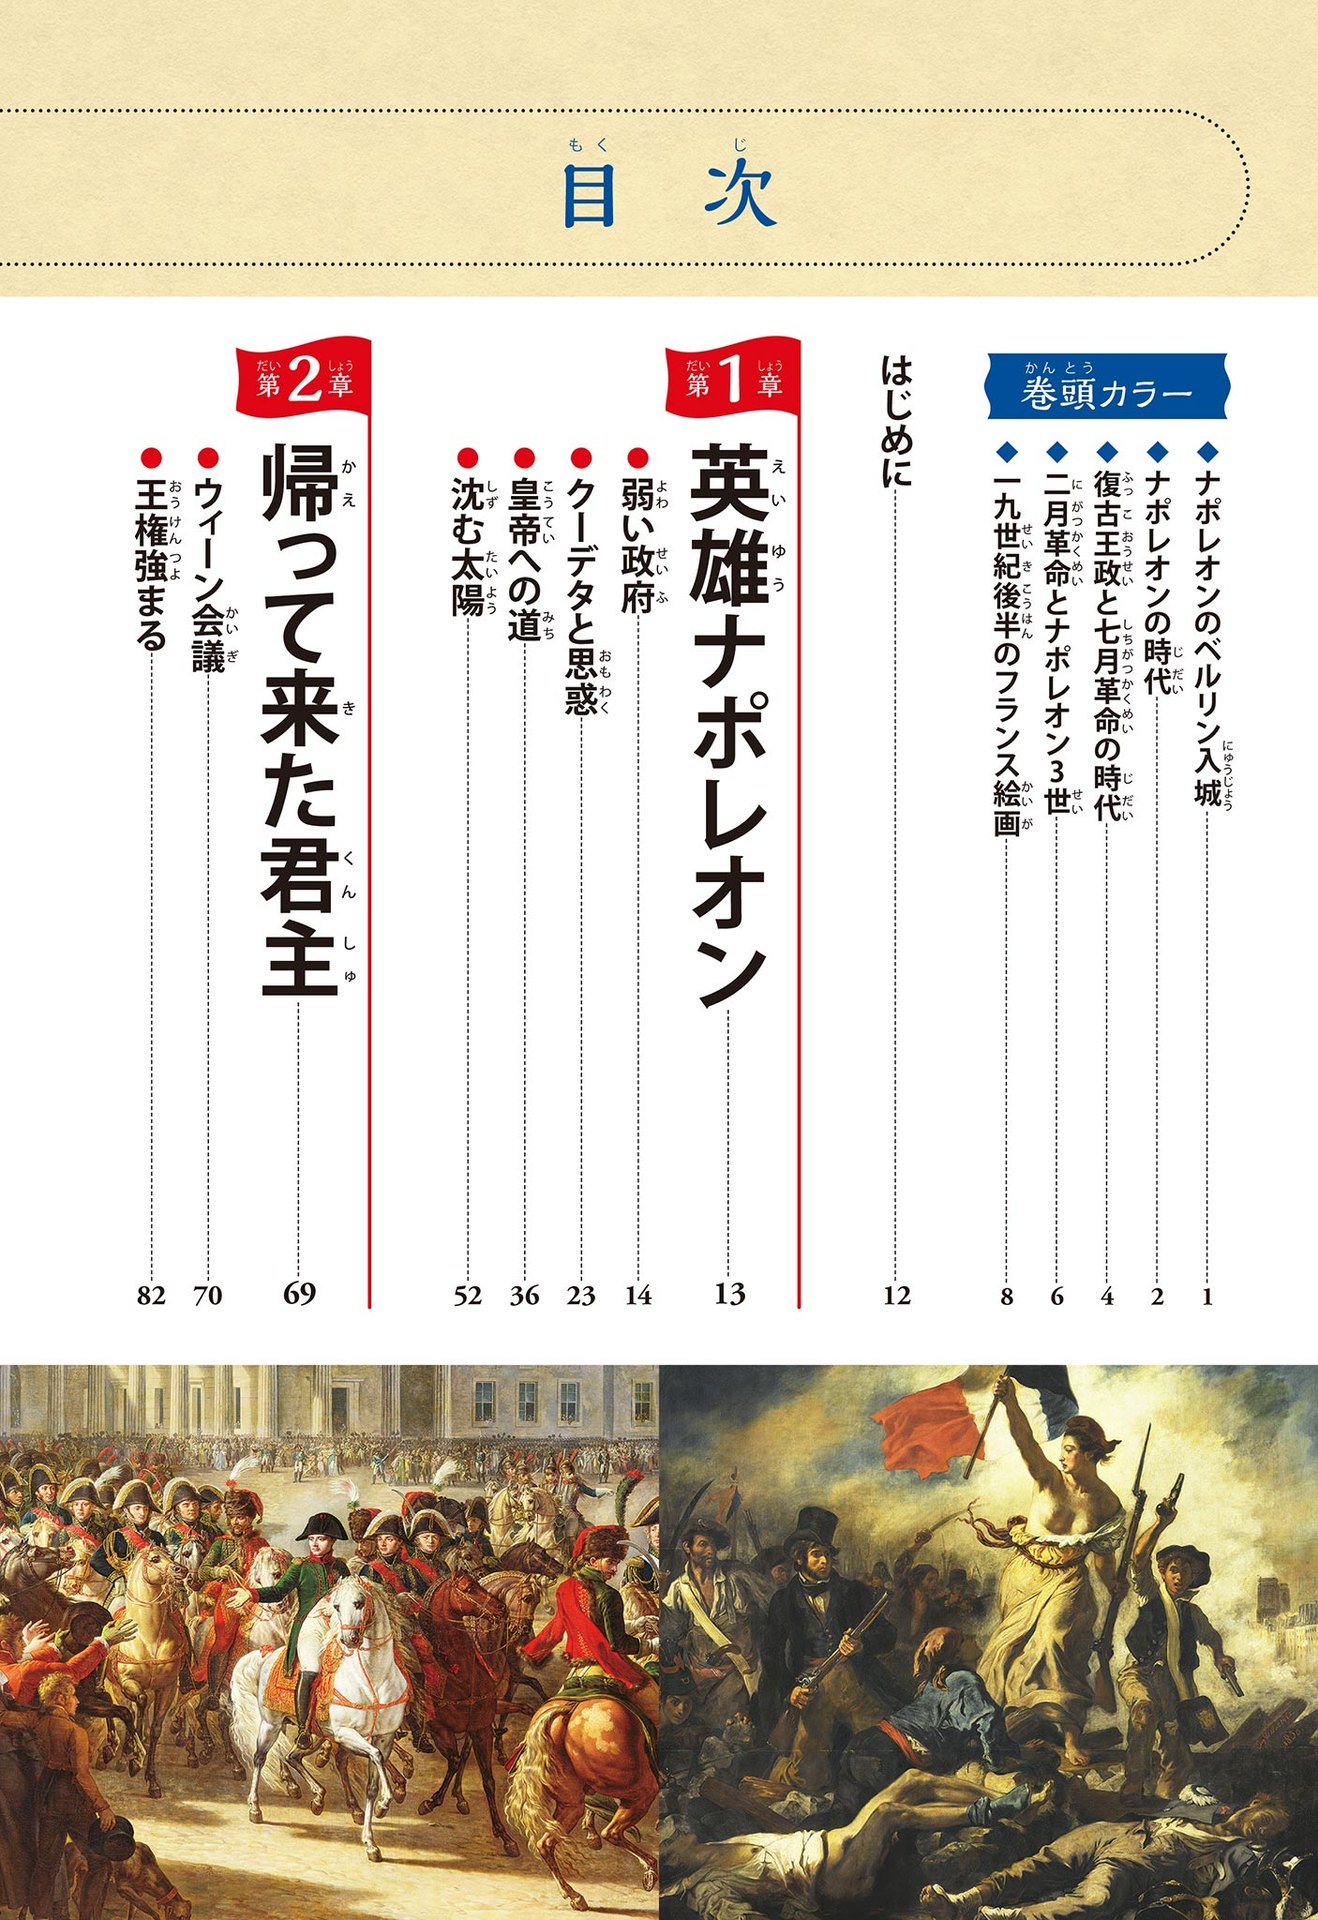 目次
巻頭カラー
◆ナポレオンのベルリン入城 1
◆ナポレオンの時代 2
◆復古王政と七月革命の時代 4
◆二月革命とナポレオン3世 6
◆一九世紀後半のフランス絵画 8
はじめに 12
第1章
英雄ナポレオン 13
●弱い政府 14
●クーデタと思惑 23
●皇帝への道 36
●沈む太陽 52
第2章
帰って来た君主 69
●ウィーン会議 70
●王権強まる 82